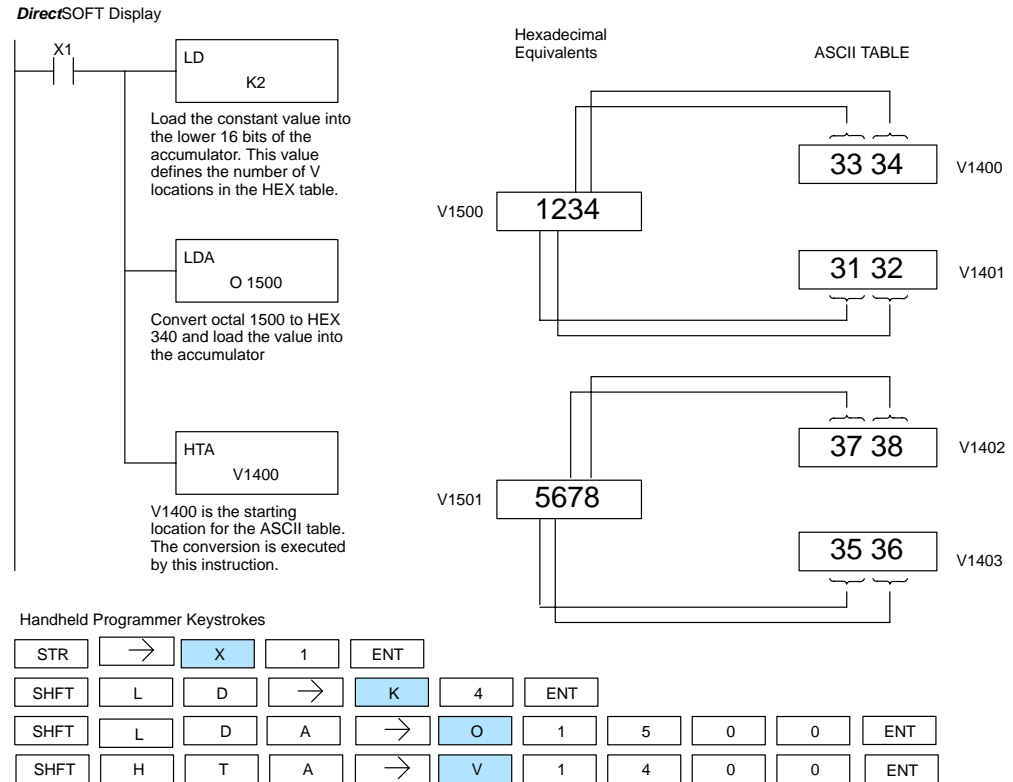 DirectSOFT Display
X1
LD
K2
Load the constant value into
the lower 16 bits of the
accumulator. This value
defines the number of V
locations in the HEX table.
LDA
O 1500
Convert octal 1500 to HEX
340 and load the value into
the accumulator
HTA
V1400
V1400 is the starting
location for the ASCII table.
The conversion is executed
by this instruction.
Hexadecimal
Equivalents
ASCII TABLE
33 34
V1400
V1500
1234
31 32
V1401
37 38
V1402
V1501
5678
35 36
V1403
Handheld Programmer Keystrokes
STR → X 1 ENT
SHFT L D → K 4 ENT
SHFT L D A → O 1 5 0 0 ENT
SHFT H T A → V 1 4 0 0 ENT